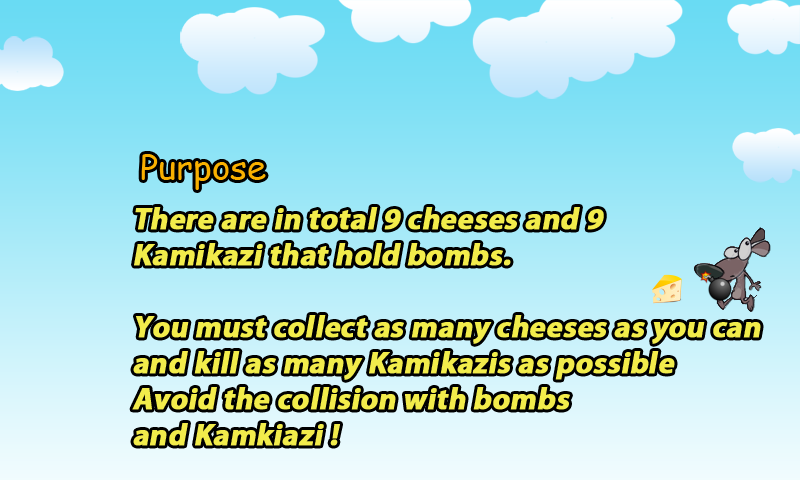 Purpose
There are in total 9 cheeses and 9
Kamikazi that hold bombs.
You must collect as many cheeses as you can
and kill as many Kamikazis as possible
Avoid the collision with bombs
and Kamkiazi !